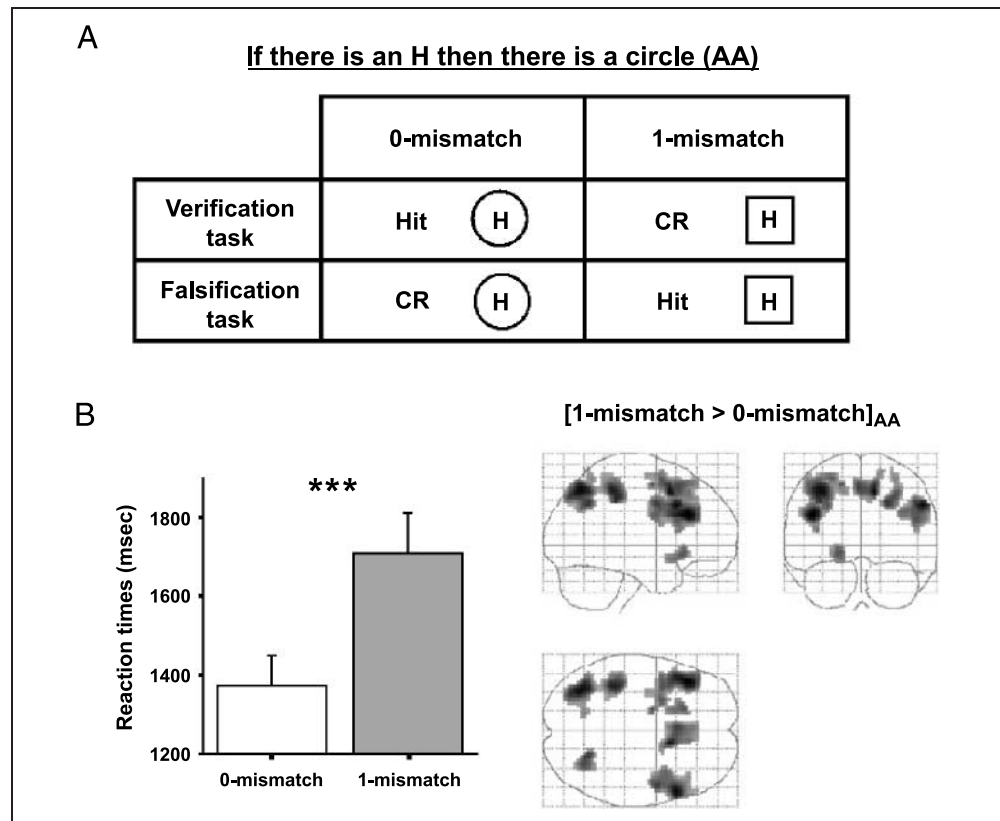 A
If there is an H then there is a circle (AA)
0-mismatch 1-mismatch
Verification task Hit H CR H
Falsification task CR H Hit H
B
[1-mismatch > 0-mismatch]AA
***
Reaction times (msec)
1800
1600
1400
1200
0-mismatch 1-mismatch